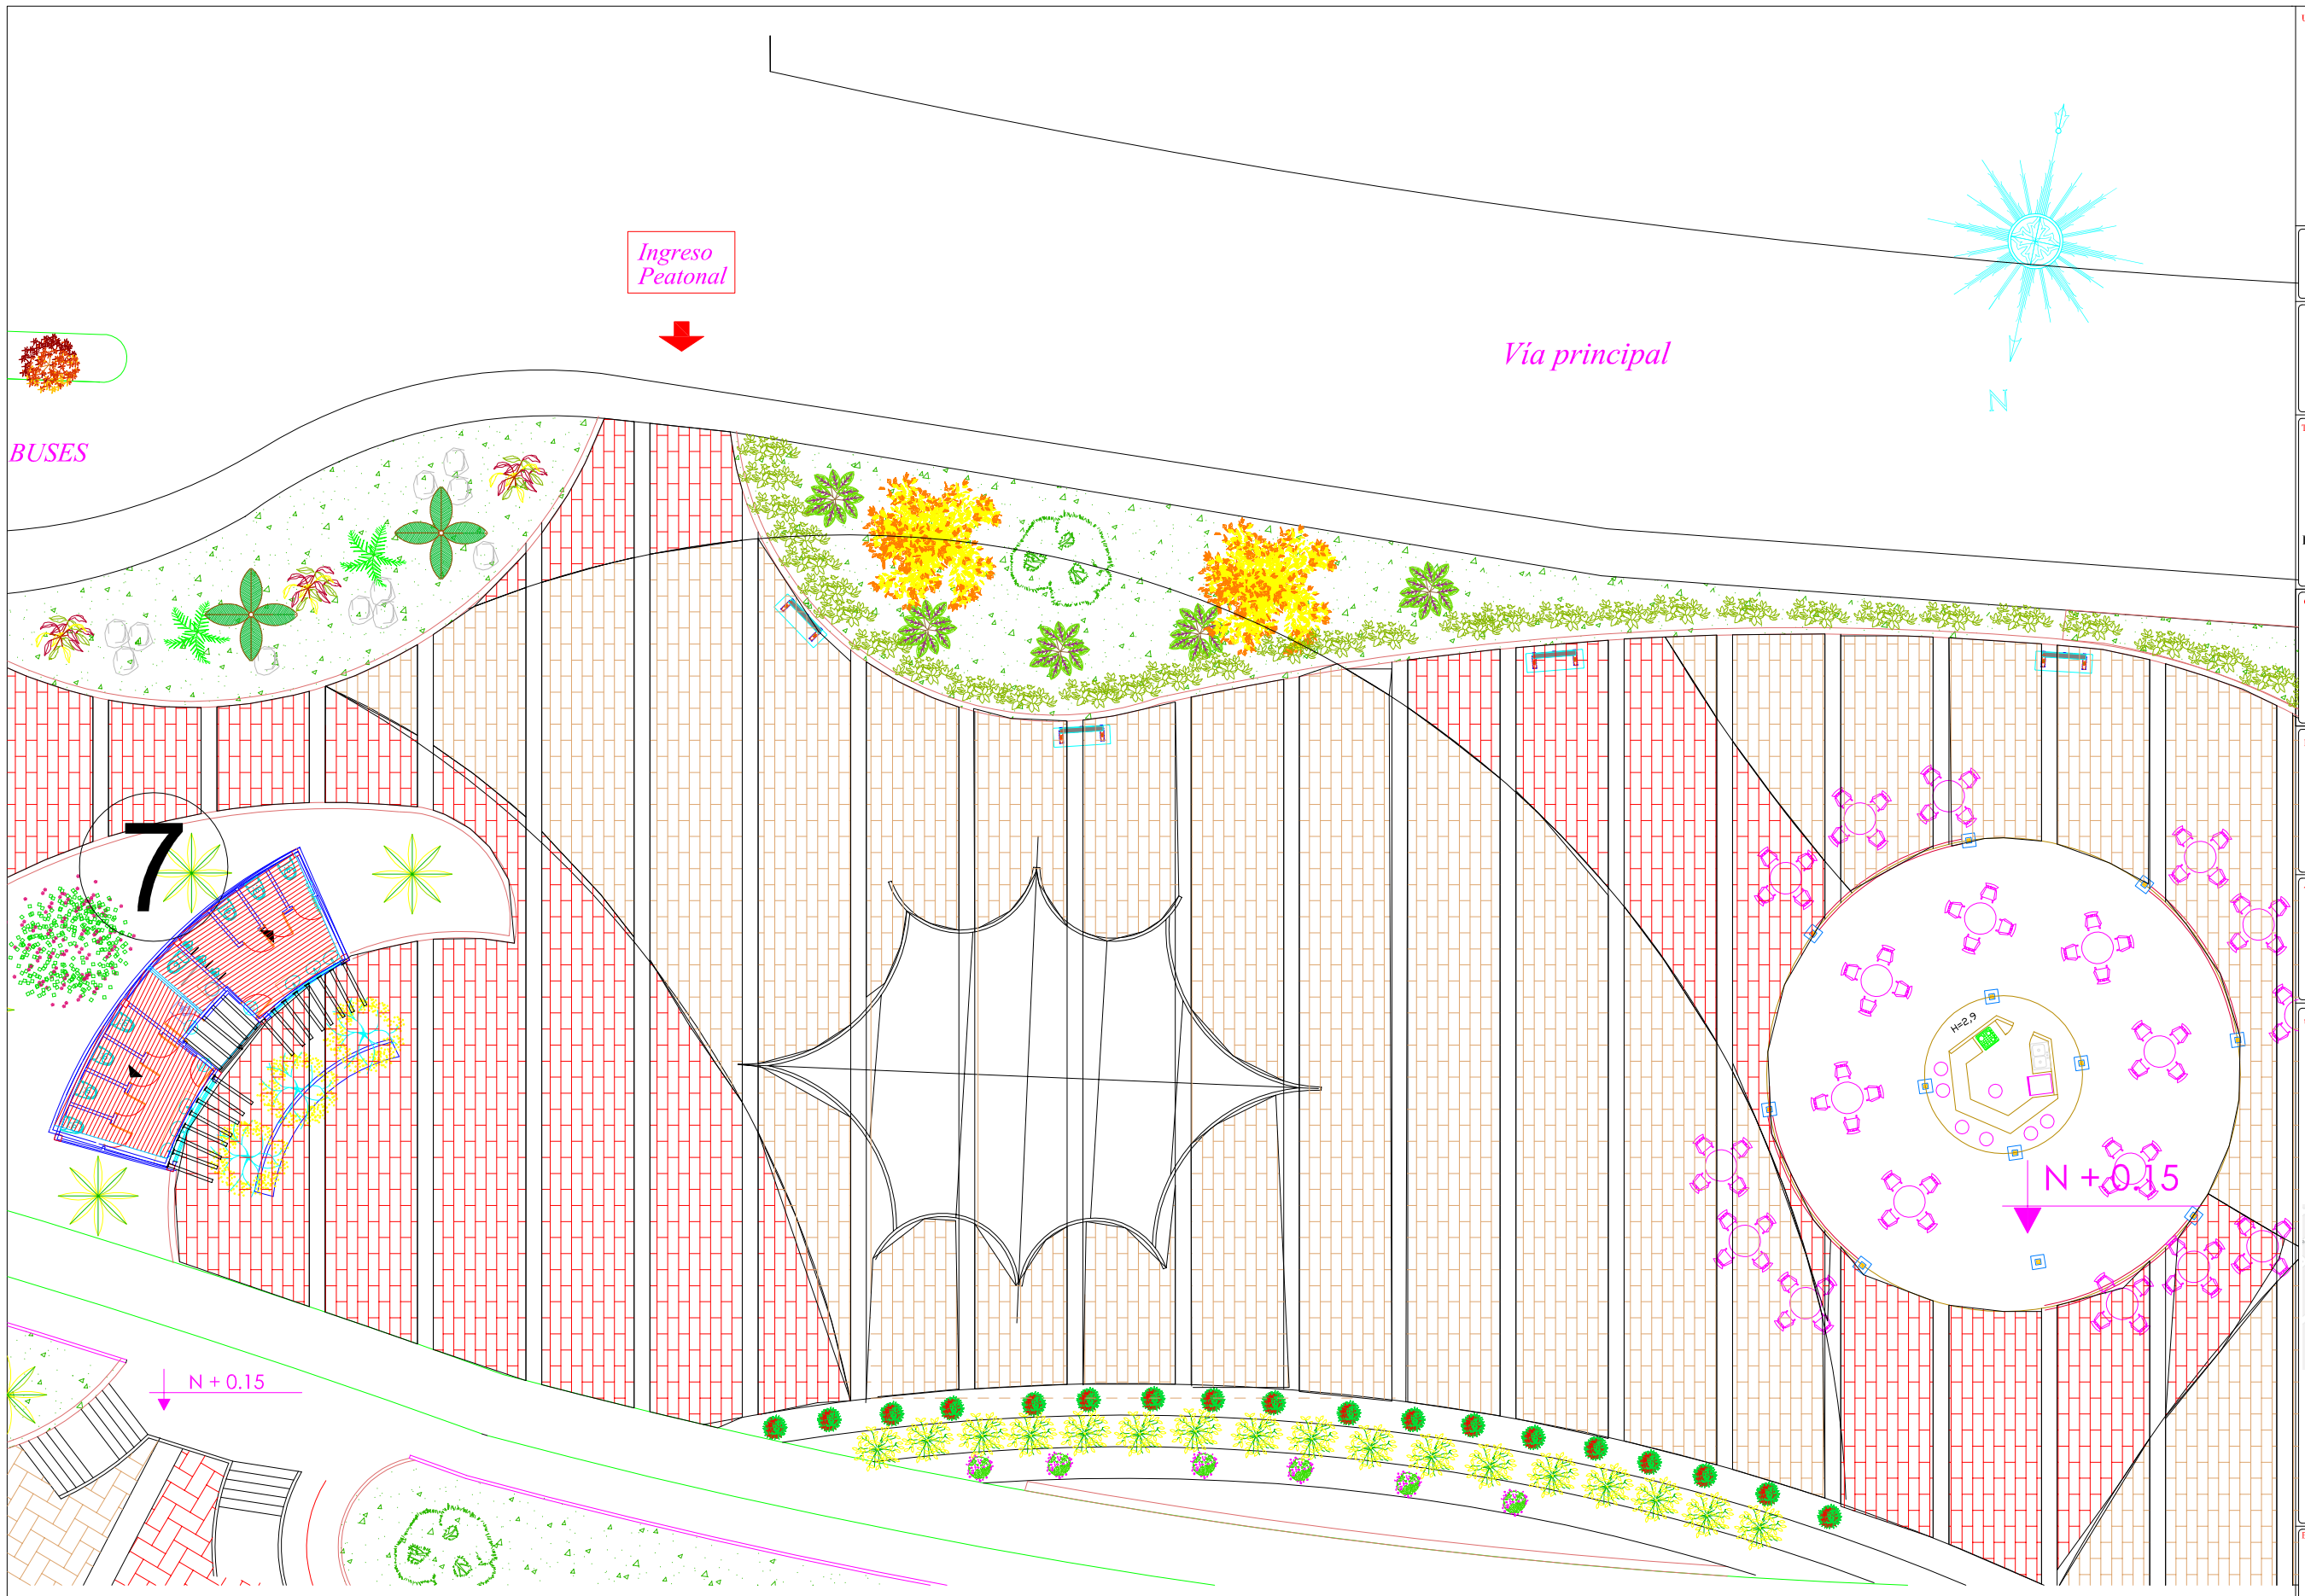 Ingreso
Peatonal
Vía principal
N
BUSES
7
H=2,9
N + 0.15
N + 0.15